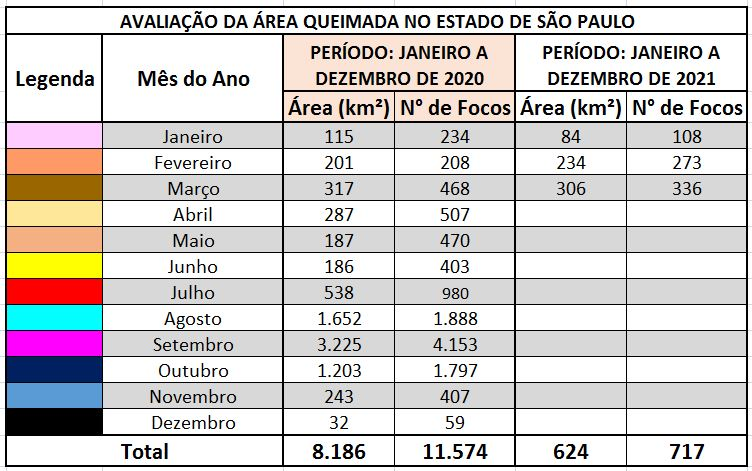 AVALIAÇÃO DA ÁREA QUEIMADA NO ESTADO DE SÃO PAULO
Legenda Mês do Ano PERÍODO: JANEIRO A DEZEMBRO DE 2020 PERÍODO: JANEIRO A DEZEMBRO DE 2021
Área (km²) N° de Focos Área (km²) N° de Focos
Janeiro 115 234 84 108
Fevereiro 201 208 234 273
Março 317 468 306 336
Abril 287 507
Maio 187 470
Junho 186 403
Julho 538 980
Agosto 1.652 1.888
Setembro 3.225 4.153
Outubro 1.203 1.797
Novembro 243 407
Dezembro 32 59
Total 8.186 11.574 624 717